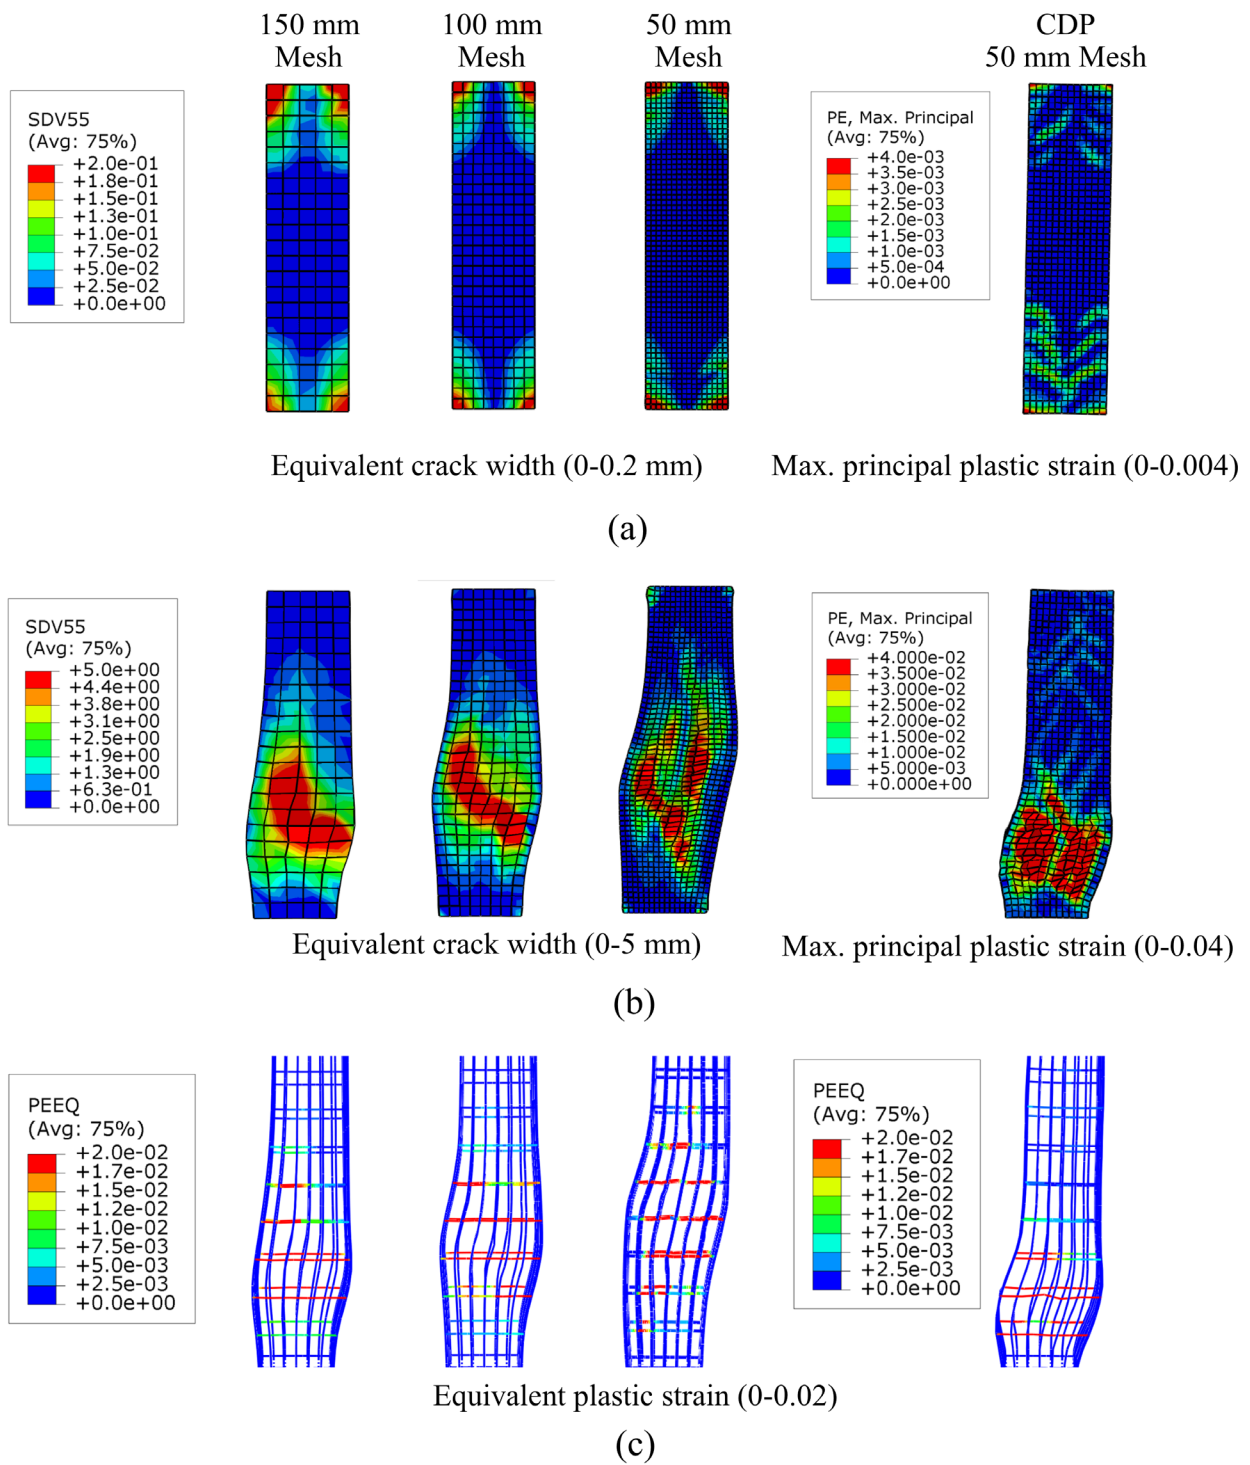 150 mm
Mesh
100 mm
Mesh
50 mm
Mesh
CDP
50 mm Mesh
SDV55
(Avg: 75%)
+2.0e-01
+1.8e-01
+1.5e-01
+1.3e-01
+1.0e-01
+7.5e-02
+5.0e-02
+2.5e-02
+0.0e+00
PE, Max. Principal
(Avg: 75%)
+4.0e-03
+3.5e-03
+3.0e-03
+2.5e-03
+2.0e-03
+1.5e-03
+1.0e-03
+5.0e-04
+0.0e+00
Equivalent crack width (0-0.2 mm)
Max. principal plastic strain (0-0.004)
(a)
SDV55
(Avg: 75%)
+5.0e+00
+4.4e+00
+3.8e+00
+3.1e+00
+2.5e+00
+1.9e+00
+1.3e+00
+6.3e-01
+0.0e+00
PE, Max. Principal
(Avg: 75%)
+4.000e-02
+3.500e-02
+3.000e-02
+2.500e-02
+2.000e-02
+1.500e-02
+1.000e-02
+5.000e-03
+0.000e+00
Equivalent crack width (0-5 mm)
Max. principal plastic strain (0-0.04)
(b)
PEEQ
(Avg: 75%)
+2.0e-02
+1.7e-02
+1.5e-02
+1.2e-02
+1.0e-02
+7.5e-03
+5.0e-03
+2.5e-03
+0.0e+00
PEEQ
(Avg: 75%)
+2.0e-02
+1.7e-02
+1.5e-02
+1.2e-02
+1.0e-02
+7.5e-03
+5.0e-03
+2.5e-03
+0.0e+00
Equivalent plastic strain (0-0.02)
(c)